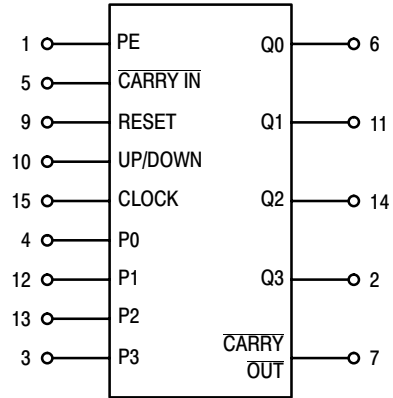 1 PE Q0 6
5 CARRY IN
9 RESET Q1 11
10 UP/DOWN
15 CLOCK Q2 14
4 P0
12 P1 Q3 2
13 P2
3 P3 CARRY OUT 7